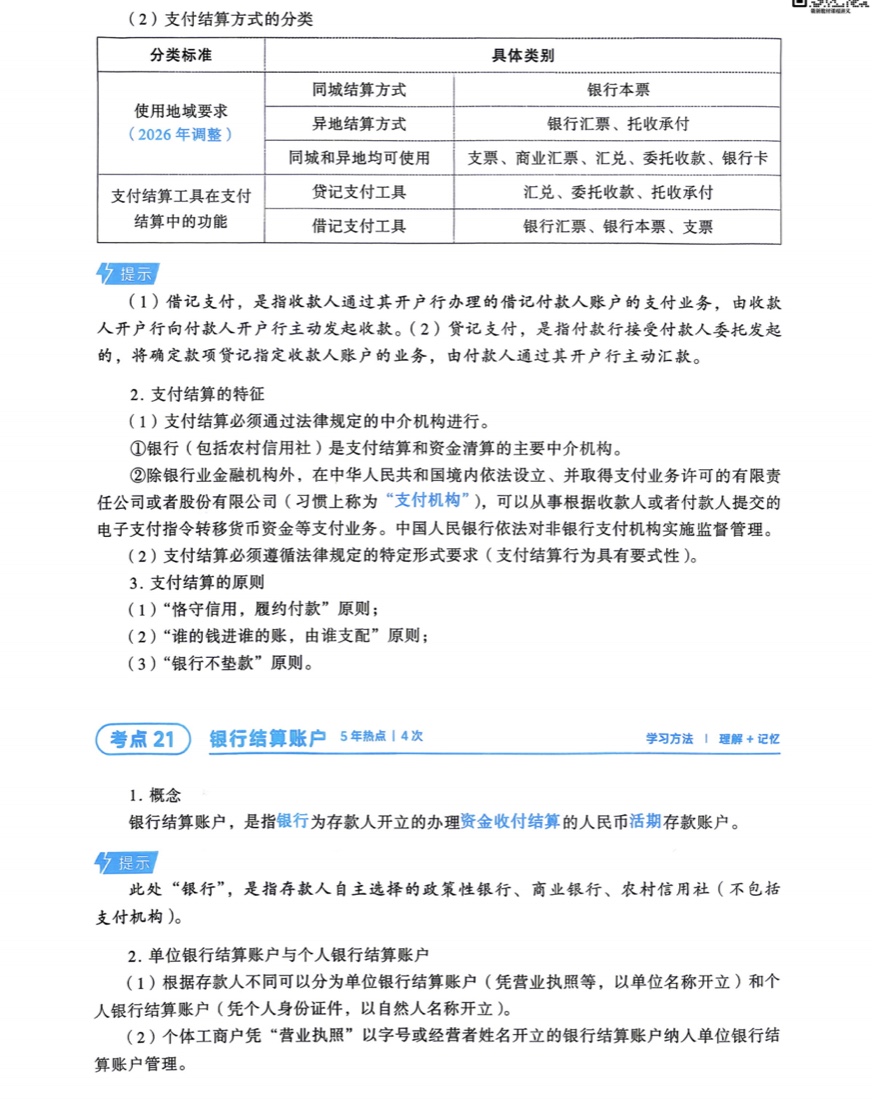 （2）支付结算方式的分类
分类标准 具体类别
使用地域要求
（2026 年调整）
同城结算方式 银行本票
异地结算方式 银行汇票、托收承付
同城和异地均可使用 支票、商业汇票、汇兑、委托收款、银行卡
支付结算工具在支付
结算中的功能
贷记支付工具 汇兑、委托收款、托收承付
借记支付工具 银行汇票、银行本票、支票
提示
（1）借记支付，是指收款人通过其开户行办理的借记付款人账户的支付业务，由收款
人开户行向付款人开户行主动发起收款。（2）贷记支付，是指付款行接受付款人委托发起
的，将确定款项贷记指定收款人账户的业务，由付款人通过其开户行主动汇款。
2. 支付结算的特征
（1）支付结算必须通过法律规定的中介机构进行。
①银行（包括农村信用社）是支付结算和资金清算的主要中介机构。
②除银行业金融机构外，在中华人民共和国境内依法设立、并取得支付业务许可的有限责
任公司或者股份有限公司（习惯上称为“支付机构”），可以从事根据收款人或者付款人提交的
电子支付指令转移货币资金等支付业务。中国人民银行依法对非银行支付机构实施监督管理。
（2）支付结算必须遵循法律规定的特定形式要求（支付结算行为具有要式性）。
3. 支付结算的原则
（1）“恪守信用，履约付款”原则；
（2）“谁的钱进谁的账，由谁支配”原则；
（3）“银行不垫款”原则。
考点 21 银行结算账户 5 年热点 | 4 次 学习方法 | 理解 + 记忆
1. 概念
银行结算账户，是指银行为存款人开立的办理资金收付结算的人民币活期存款账户。
提示
此处“银行”，是指存款人自主选择的政策性银行、商业银行、农村信用社（不包括
支付机构）。
2. 单位银行结算账户与个人银行结算账户
（1）根据存款人不同可以分为单位银行结算账户（凭营业执照等，以单位名称开立）和个
人银行结算账户（凭个人身份证件，以自然人名称开立）。
（2）个体工商户凭“营业执照”以字号或经营者姓名开立的银行结算账户纳入单位银行结
算账户管理。